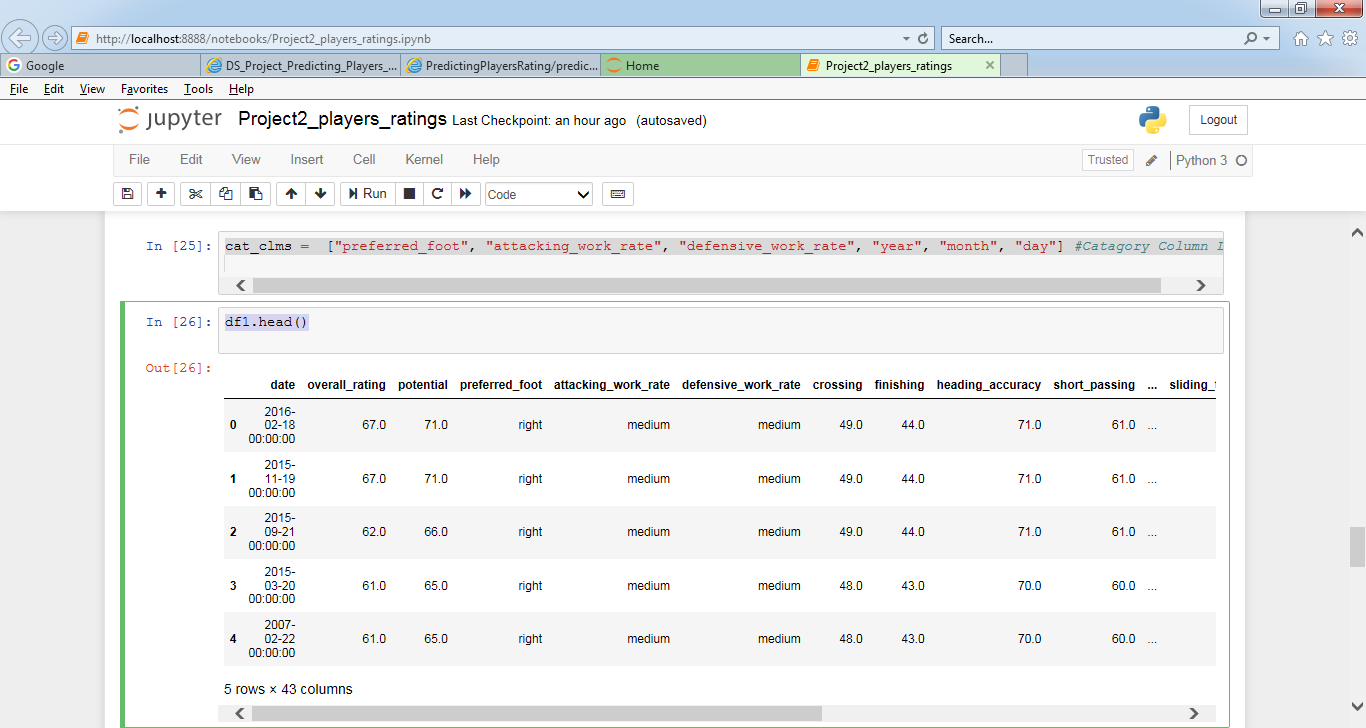 http://localhost:8888/notebooks/Project2_players_ratings.ipynb Search...
Google DS_Project_Predicting_Players_... PredictingPlayersRating/predic... Home Project2_players_ratings
File Edit View Favorites Tools Help
jupyter Project2_players_ratings Last Checkpoint: an hour ago (autosaved) Logout
File Edit View Insert Cell Kernel Help Trusted Python 3
Run Code
In [25]: cat_clms = ["preferred_foot", "attacking_work_rate", "defensive_work_rate", "year", "month", "day"] #Catagory Column
In [26]: df1.head()
Out[26]:
date overall_rating potential preferred_foot attacking_work_rate defensive_work_rate crossing finishing heading_accuracy short_passing ... sliding_
2016-
0 02-18 67.0 71.0 right medium medium 49.0 44.0 71.0 61.0 ...
00:00:00
2015-
1 11-19 67.0 71.0 right medium medium 49.0 44.0 71.0 61.0 ...
00:00:00
2015-
2 09-21 62.0 66.0 right medium medium 49.0 44.0 71.0 61.0 ...
00:00:00
2015-
3 03-20 61.0 65.0 right medium medium 48.0 43.0 70.0 60.0 ...
00:00:00
2007-
4 02-22 61.0 65.0 right medium medium 48.0 43.0 70.0 60.0 ...
00:00:00
5 rows × 43 columns